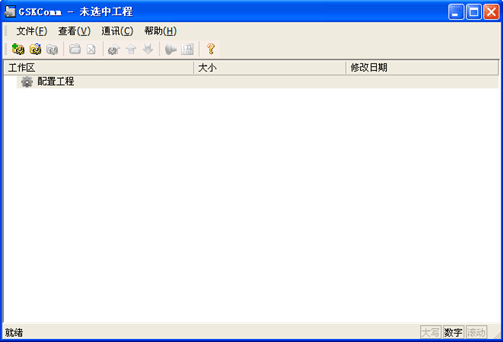 GSKComm - 未选中工程
文件(F) 查看(V) 通讯(C) 帮助(H)
工作区 大小 修改日期
配置工程
就绪 大写 数字 滚动